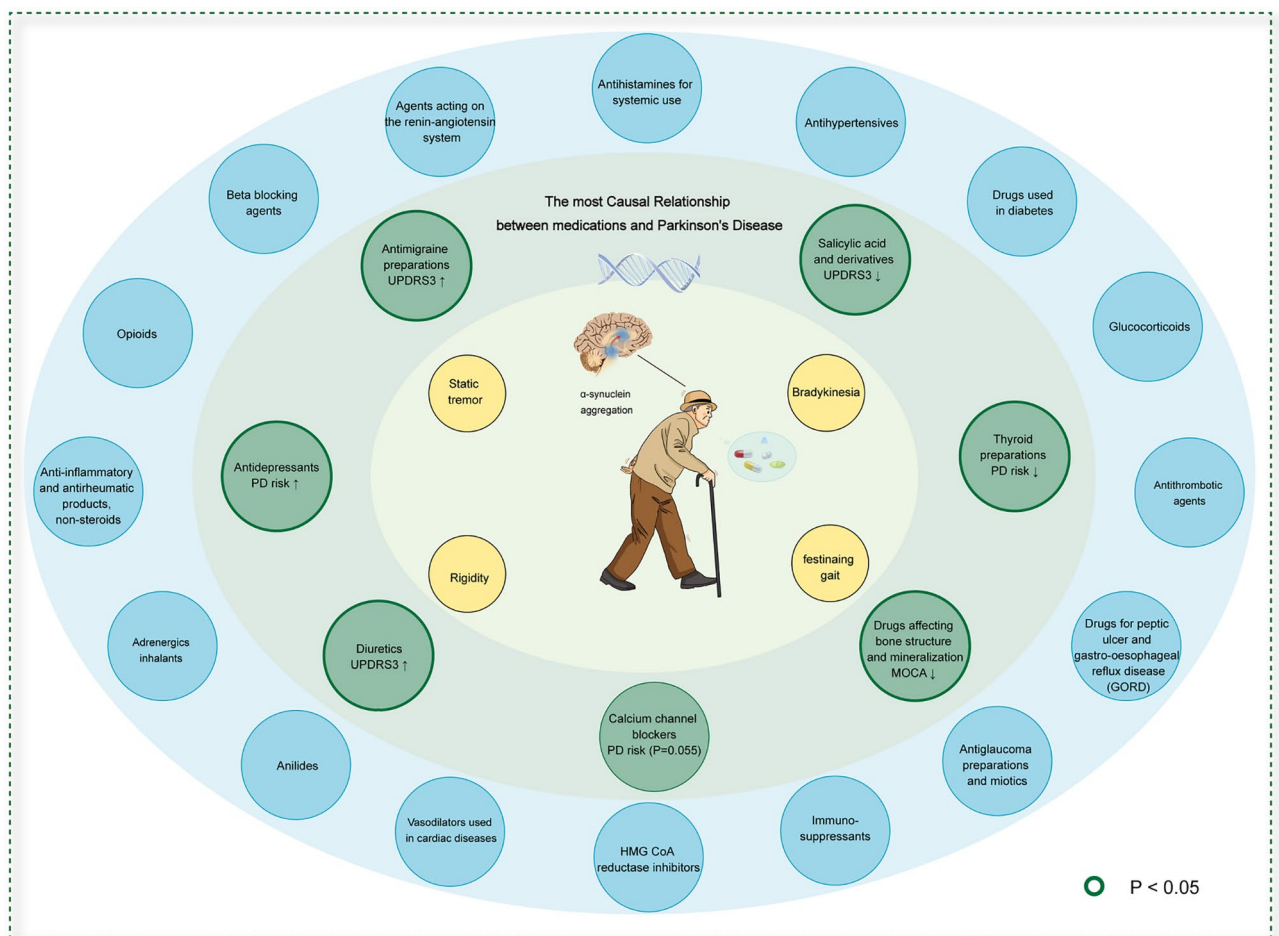 Antihistamines for
systemic use
Agents acting on
the renin-angiotensin
system
Antihypertensives
Beta blocking
agents
Drugs used
in diabetes
The most Causal Relationship
between medications and Parkinson's Disease
Antimigraine
preparations
UPDRS3 ↑
Salicylic acid
and derivatives
UPDRS3 ↓
Opioids
Glucocorticoids
Static
tremor
α-synuclein
aggregation
Bradykinesia
Antidepressants
PD risk ↑
Thyroid
preparations
PD risk ↓
Anti-inflammatory
and antirheumatic
products,
non-steroids
Antithrombotic
agents
Rigidity
festinaing
gait
Adrenergics
inhalants
Diuretics
UPDRS3 ↑
Drugs affecting
bone structure
and mineralization
MOCA ↓
Drugs for peptic
ulcer and
gastro-oesophageal
reflux disease
(GORD)
Calcium channel
blockers
PD risk (P=0.055)
Anilides
Antiglaucoma
preparations
and miotics
Vasodilators used
in cardiac diseases
HMG CoA
reductase inhibitors
Immuno-
suppressants
P < 0.05